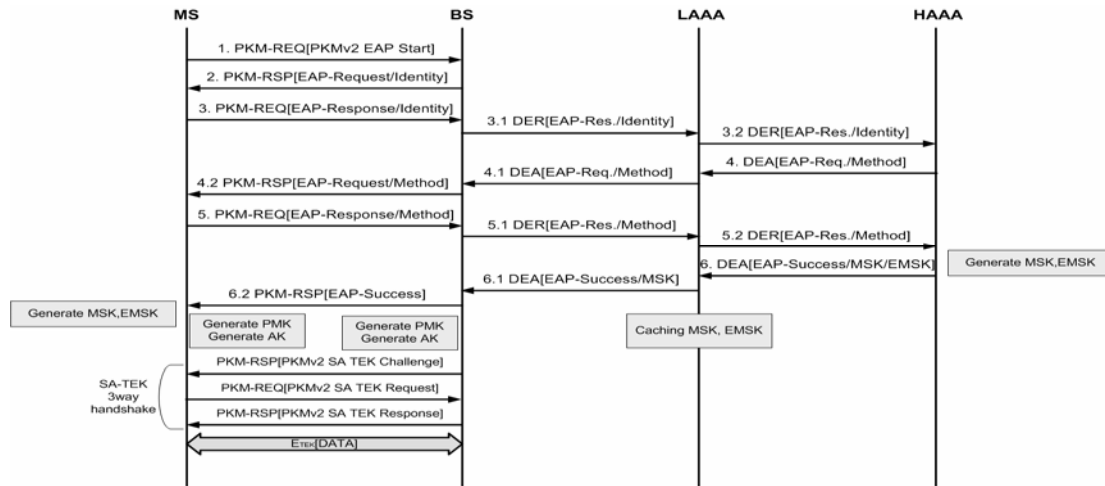 MS
BS
LAAA
HAAA
1. PKM-REQ[PKMv2 EAP Start]
2. PKM-RSP[EAP-Request/Identity]
3. PKM-REQ[EAP-Response/Identity]
3.1 DER[EAP-Res./Identity]
3.2 DER[EAP-Res./Identity]
4. DEA[EAP-Req./Method]
4.1 DEA[EAP-Req./Method]
4.2 PKM-RSP[EAP-Request/Method]
5. PKM-REQ[EAP-Response/Method]
5.1 DER[EAP-Res./Method]
5.2 DER[EAP-Res./Method]
Generate MSK,EMSK
6. DEA[EAP-Success/MSK/EMSK]
6.1 DEA[EAP-Success/MSK]
6.2 PKM-RSP[EAP-Success]
Generate MSK,EMSK
Generate PMK
Generate AK
Generate PMK
Generate AK
Caching MSK, EMSK
PKM-RSP[PKMv2 SA TEK Challenge]
SA-TEK
3way
handshake
PKM-REQ[PKMv2 SA TEK Request]
PKM-RSP[PKMv2 SA TEK Response]
ETEK[DATA]